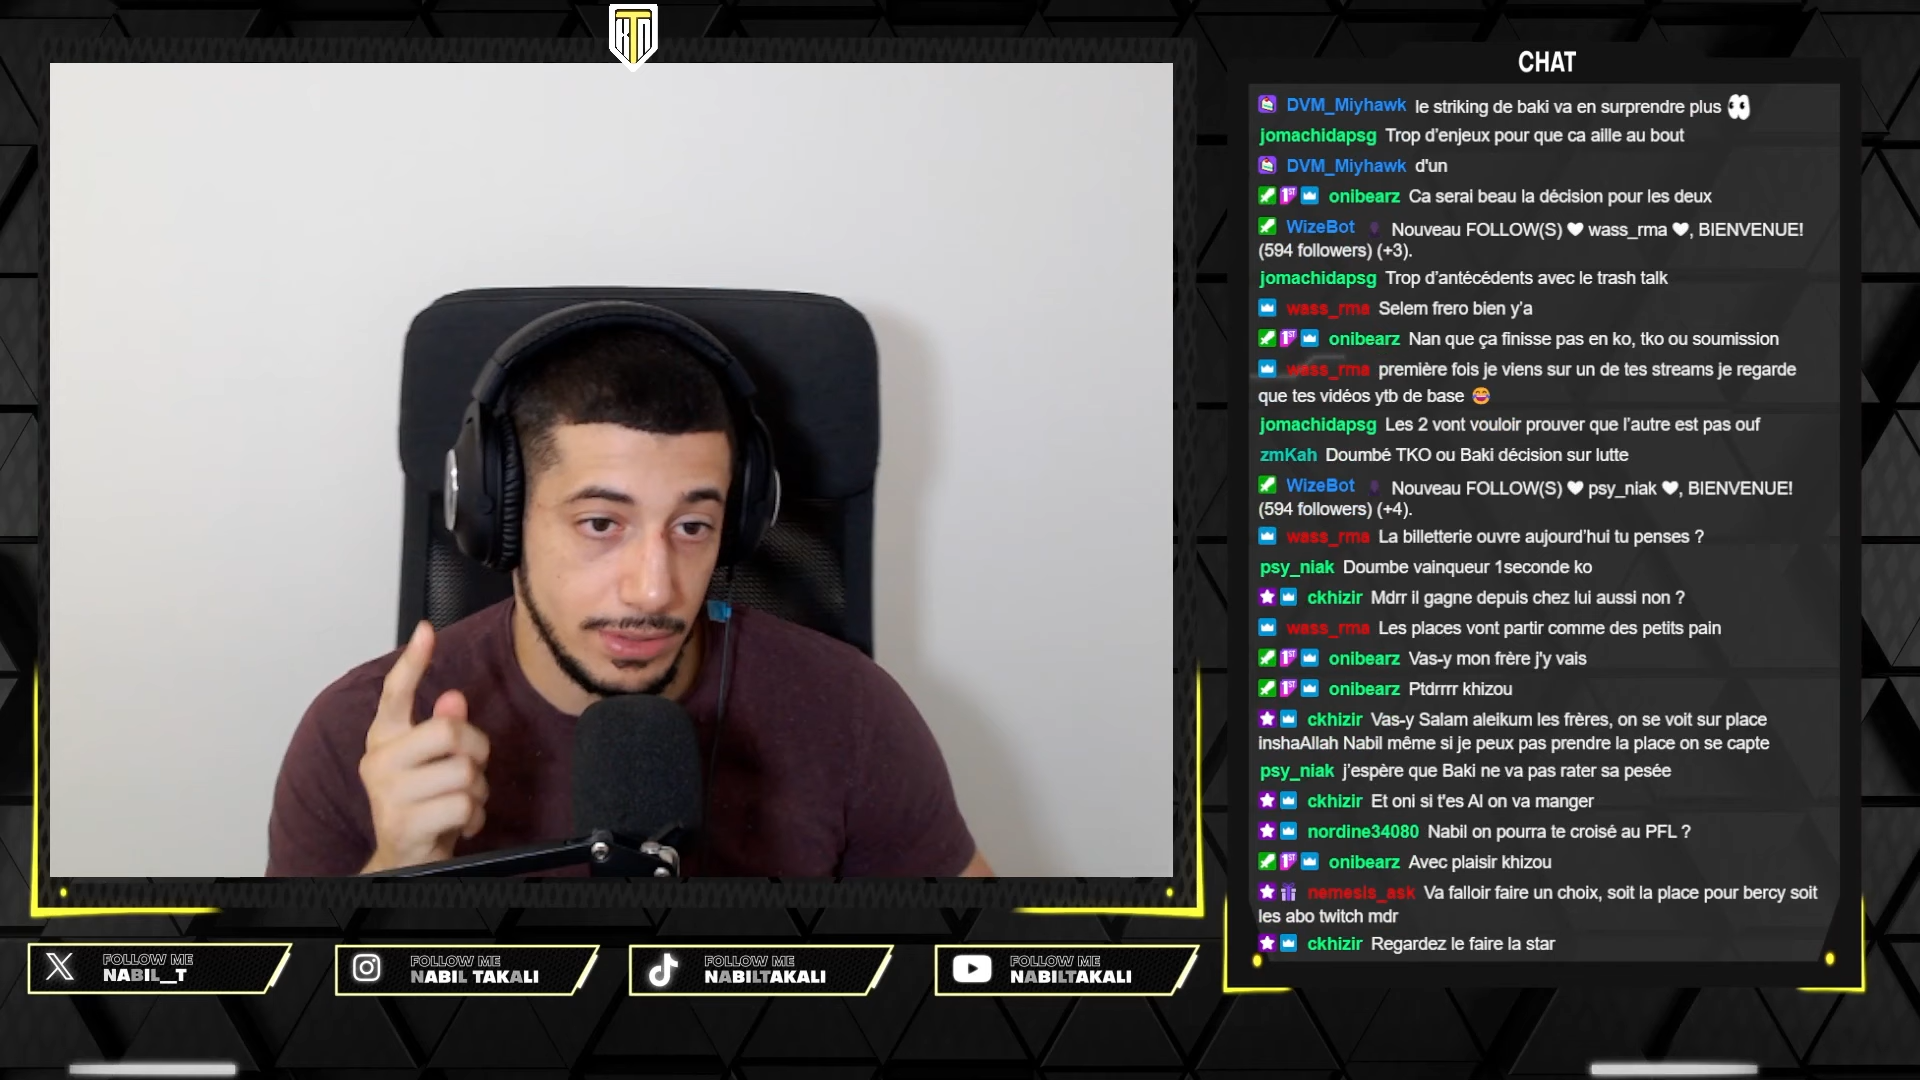 CHAT
DVM_Miyhawk le striking de baki va en surprendre plus
jomachidapsg Trop d'enjeux pour que ca aille au bout
DVM_Miyhawk d'un
1ST onibearz Ca serai beau la décision pour les deux
WizeBot Nouveau FOLLOW(S) wass_rma , BIENVENUE!
(594 followers) (+3).
jomachidapsg Trop d'antécédents avec le trash talk
wass_rma Selem frero bien y'a
1ST onibearz Nan que ça finisse pas en ko, tko ou soumission
wass_rma première fois je viens sur un de tes streams je regarde
que tes vidéos ytb de base
jomachidapsg Les 2 vont vouloir prouver que l'autre est pas ouf
zmKah Doumbé TKO ou Baki décision sur lutte
WizeBot Nouveau FOLLOW(S) psy_niak , BIENVENUE!
(594 followers) (+4).
wass_rma La billetterie ouvre aujourd'hui tu penses ?
psy_niak Doumbe vainqueur 1seconde ko
ckhizir Mdrr il gagne depuis chez lui aussi non ?
wass_rma Les places vont partir comme des petits pain
1ST onibearz Vas-y mon frère j'y vais
1ST onibearz Ptdrrrr khizou
ckhizir Vas-y Salam aleikum les frères, on se voit sur place
inshaAllah Nabil même si je peux pas prendre la place on se capte
psy_niak j'espère que Baki ne va pas rater sa pesée
ckhizir Et oni si t'es Al on va manger
nordine34080 Nabil on pourra te croisé au PFL ?
1ST onibearz Avec plaisir khizou
nemesis_ask Va falloir faire un choix, soit la place pour bercy soit
les abo twitch mdr
ckhizir Regardez le faire la star
FOLLOW ME
NABIL_T
FOLLOW ME
NABIL TAKALI
FOLLOW ME
NABILTAKALI
FOLLOW ME
NABILTAKALI